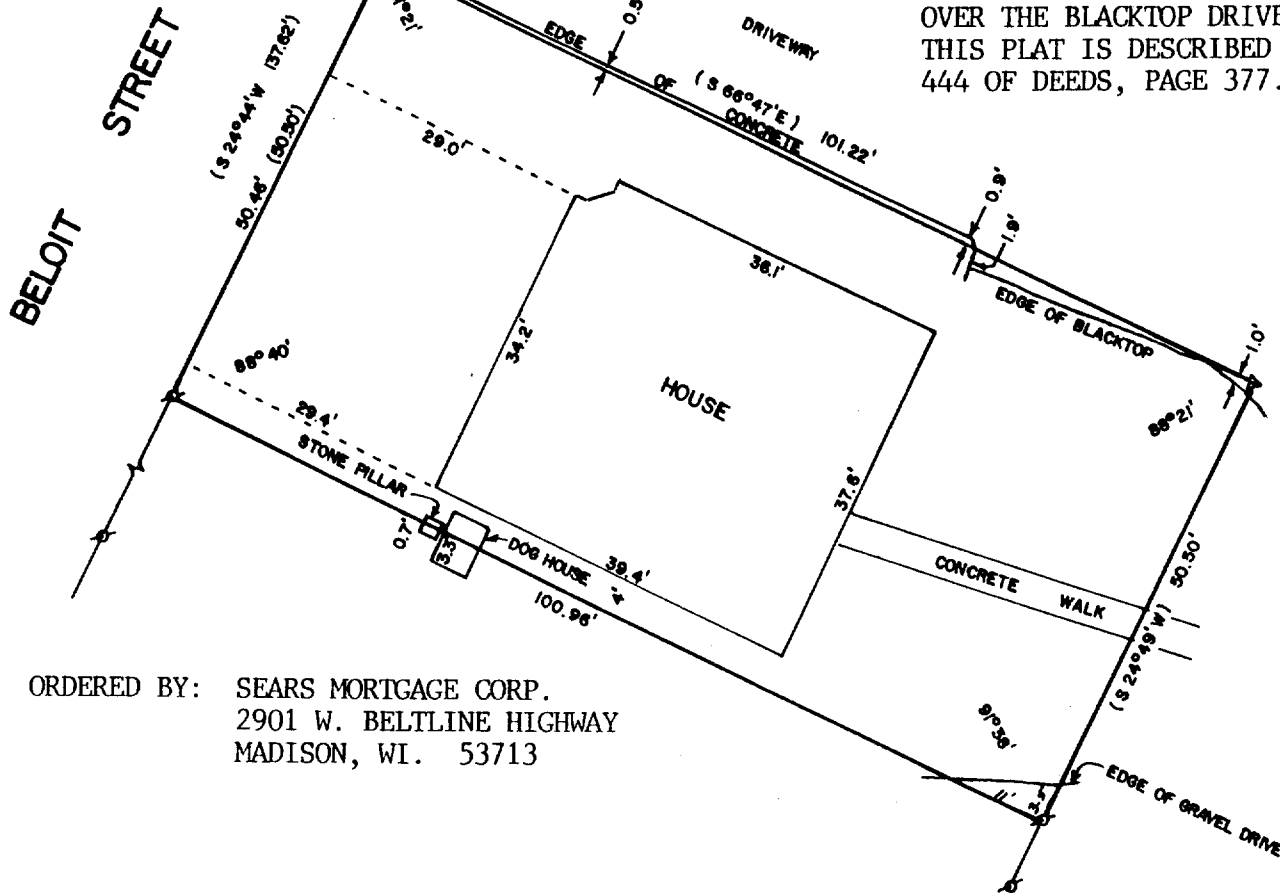 OVER THE BLACKTOP DRIVE
THIS PLAT IS DESCRIBED
444 OF DEEDS, PAGE 377.
BELOIT STREET
(S 24°44'W 137.62')
50.46' (50.50')
EDGE OF CONCRETE
DRIVEWAY
(S 66°47'E) 101.22'
29.0'
0.9'
1.9'
36.1'
EDGE OF BLACKTOP
1.0'
34.2'
88°40'
HOUSE
88°21'
29.4'
STONE PILLAR
0.7'
3.3'
DOG HOUSE
39.4'
4'
100.96'
37.6'
CONCRETE WALK
50.50'
(S 24°49'W)
91°38'
11'
EDGE OF GRAVEL DRIVE
ORDERED BY: SEARS MORTGAGE CORP.
2901 W. BELTLINE HIGHWAY
MADISON, WI. 53713